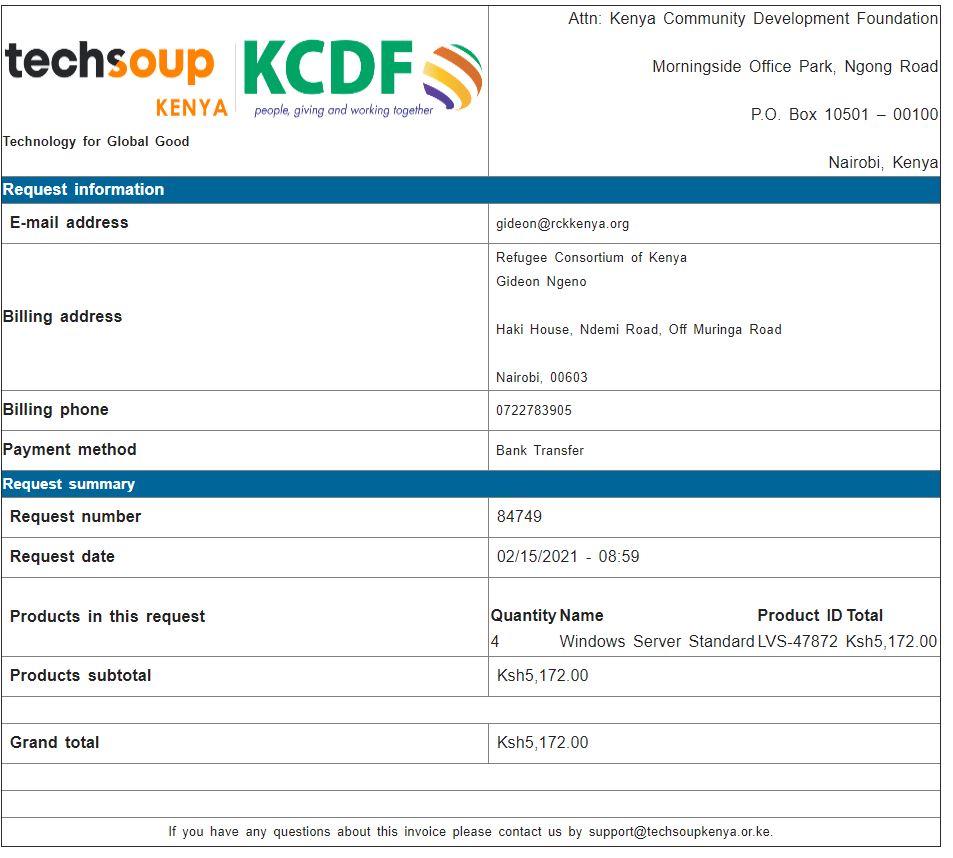 techsoup
KENYA
KCDF
people, giving and working together
Technology for Global Good
Attn: Kenya Community Development Foundation
Morningside Office Park, Ngong Road
P.O. Box 10501 – 00100
Nairobi, Kenya
Request information
E-mail address gideon@rckkenya.org
Billing address
Refugee Consortium of Kenya
Gideon Ngeno
Haki House, Ndemi Road, Off Muringa Road
Nairobi, 00603
Billing phone 0722783905
Payment method Bank Transfer
Request summary
Request number 84749
Request date 02/15/2021 - 08:59
Products in this request
Quantity Name Product ID Total
4 Windows Server Standard LVS-47872 Ksh5,172.00
Products subtotal Ksh5,172.00
Grand total Ksh5,172.00
If you have any questions about this invoice please contact us by support@techsoupkenya.or.ke.